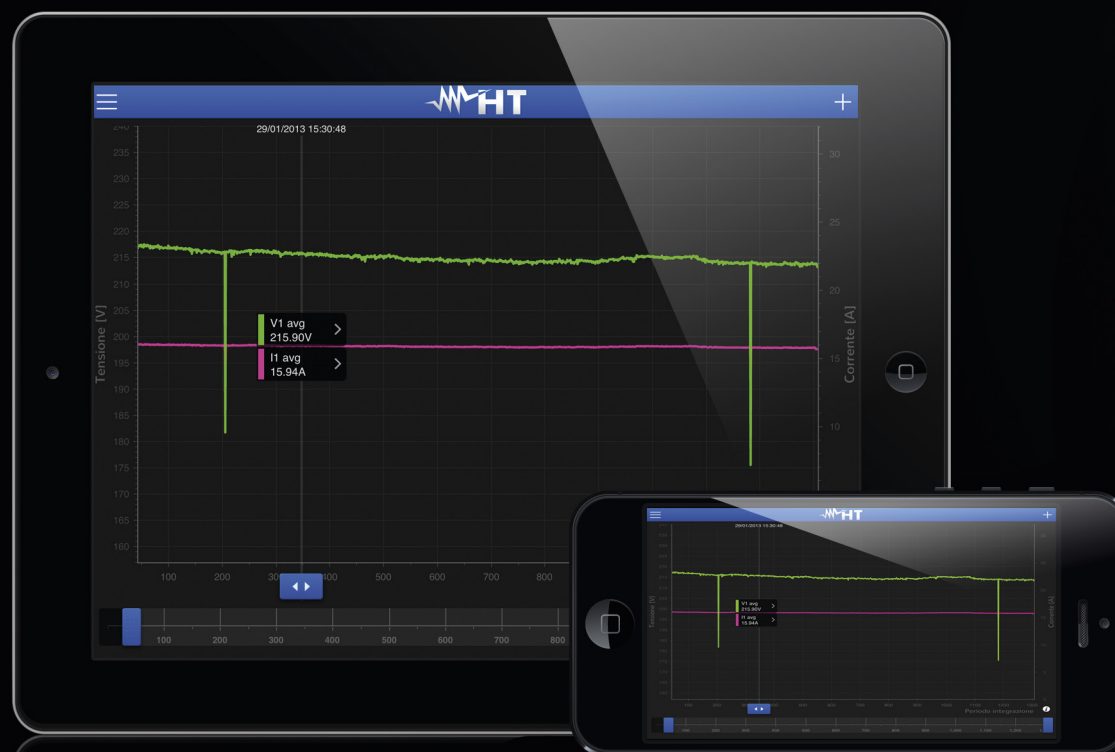 HT
29/01/2013 15:30:48
240
235
230
225
220
215
210
205
200
195
190
185
180
175
170
165
160
Tensione [V]
V1 avg
215.90V
I1 avg
15.94A
30
25
20
15
10
Corrente [A]
100 200 300 400 500 600 700 800
100 200 300 400 500 600 700 800
HT
29/01/2013 15:30:48
Tensione [V]
V1 avg
215.90V
I1 avg
15.94A
Corrente [A]
Periodo integrazione